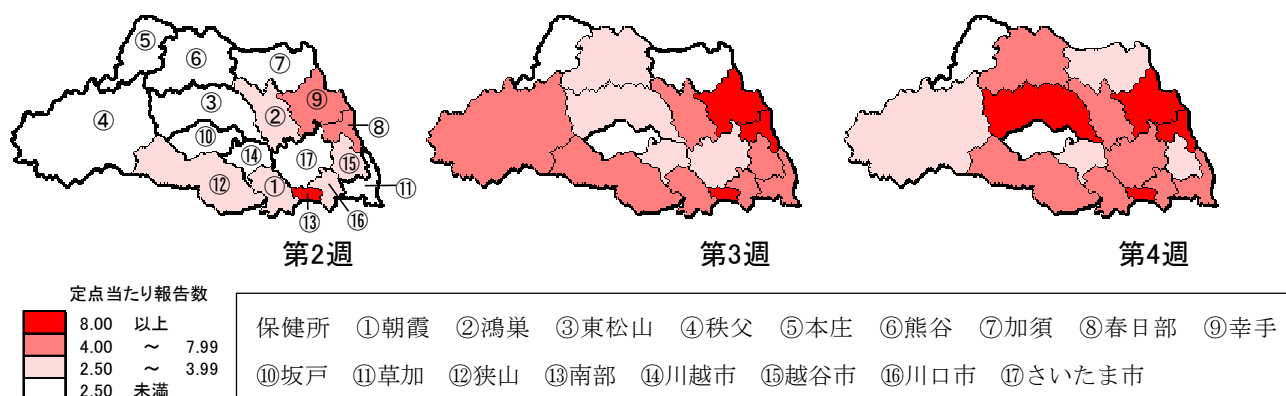 ⑤
⑥
⑦
④
③
②
⑨
⑧
⑩
⑭
⑰
⑮
⑫
①
⑪
⑬
⑯
第2週
第3週
第4週
定点当たり報告数
8.00 以上
4.00 ～ 7.99
2.50 ～ 3.99
2.50 未満
保健所 ①朝霞 ②鴻巣 ③東松山 ④秩父 ⑤本庄 ⑥熊谷 ⑦加須 ⑧春日部 ⑨幸手
⑩坂戸 ⑪草加 ⑫狭山 ⑬南部 ⑭川越市 ⑮越谷市 ⑯川口市 ⑰さいたま市